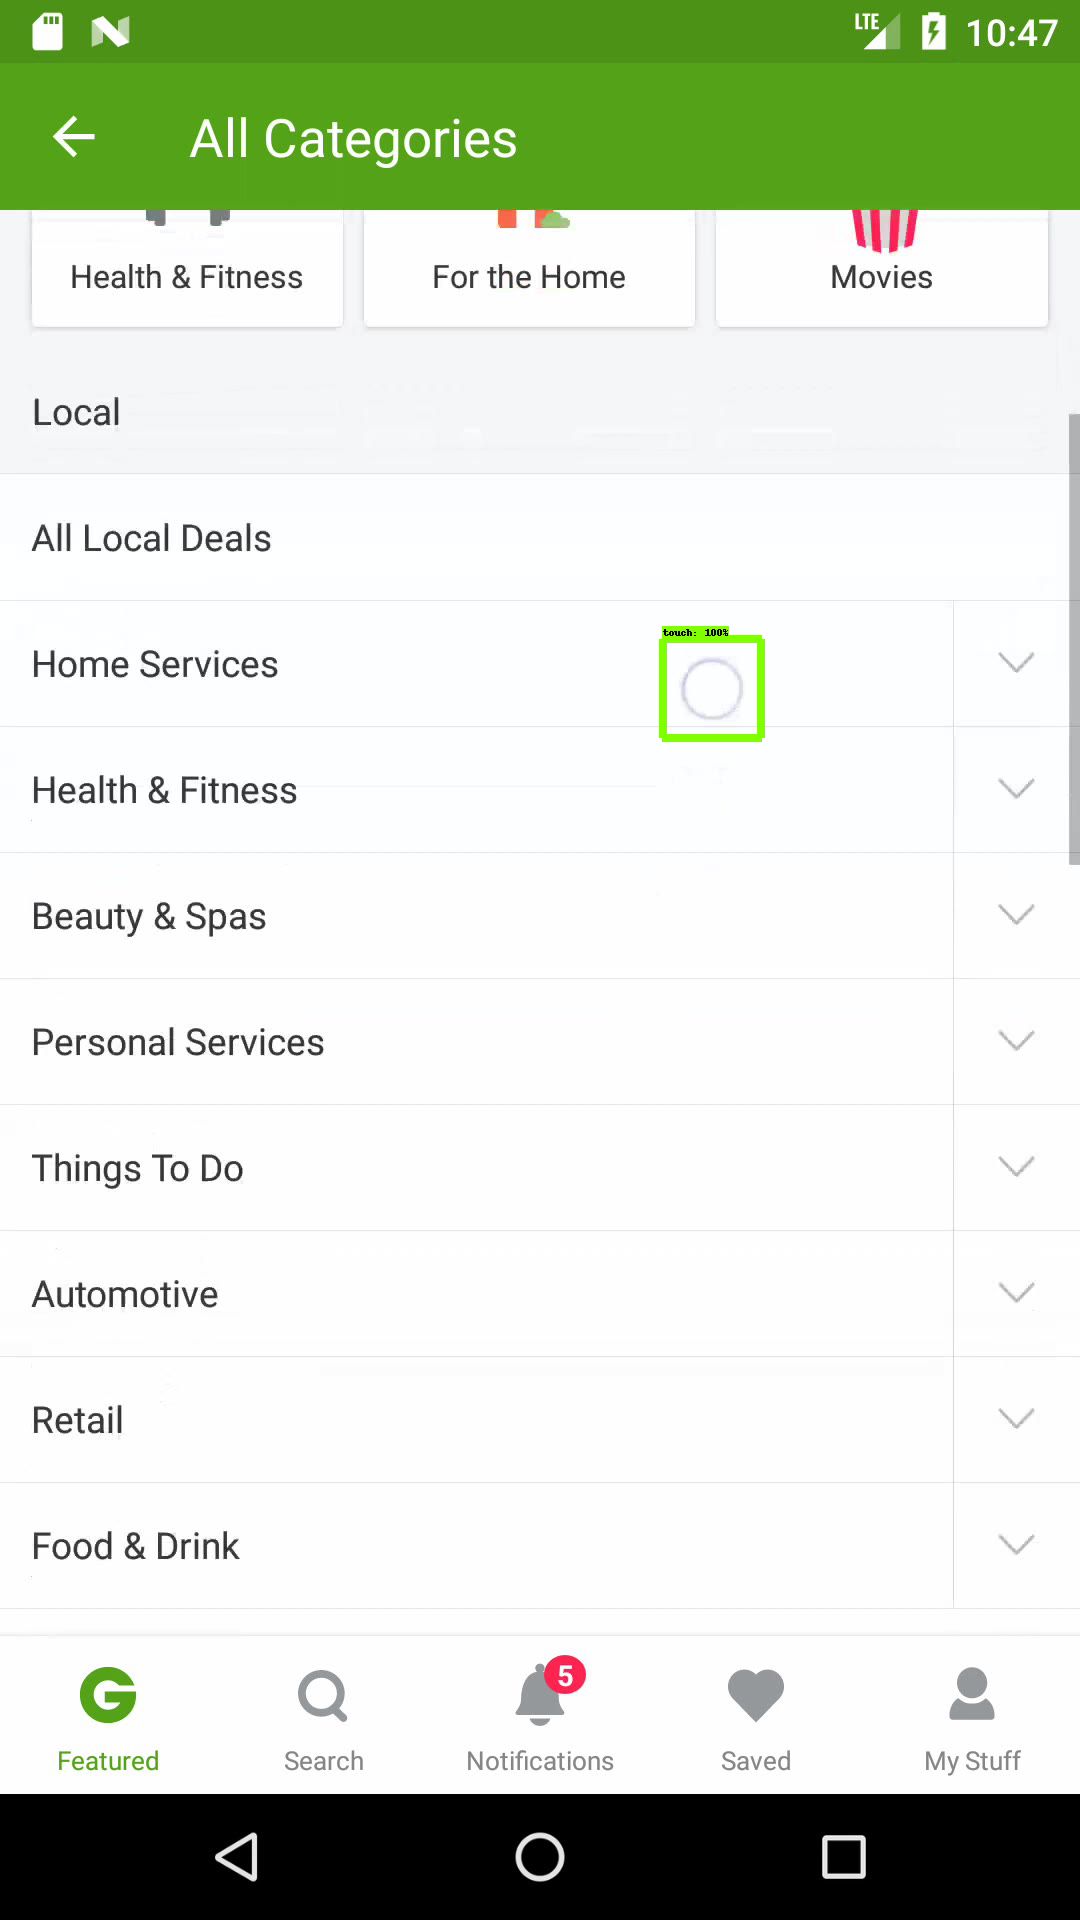 LTE 10:47
All Categories
Health & Fitness
For the Home
Movies
Local
All Local Deals
touch: 100%
Home Services
Health & Fitness
Beauty & Spas
Personal Services
Things To Do
Automotive
Retail
Food & Drink
5
Featured
Search
Notifications
Saved
My Stuff